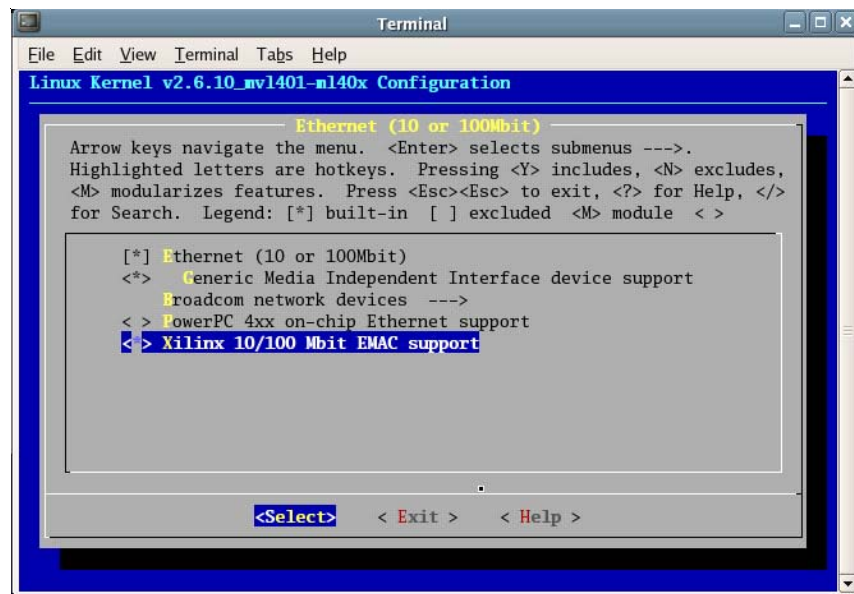 Terminal
File Edit View Terminal Tabs Help
Linux Kernel v2.6.10_mvl401-ml40x Configuration
Ethernet (10 or 100Mbit)
Arrow keys navigate the menu. <Enter> selects submenus --->.
Highlighted letters are hotkeys. Pressing <Y> includes, <N> excludes,
<M> modularizes features. Press <Esc><Esc> to exit, <?> for Help, </>
for Search. Legend: [*] built-in [ ] excluded <M> module < >
[*] Ethernet (10 or 100Mbit)
<*> Generic Media Independent Interface device support
Broadcom network devices --->
< > PowerPC 4xx on-chip Ethernet support
<*> Xilinx 10/100 Mbit EMAC support
<Select> < Exit > < Help >